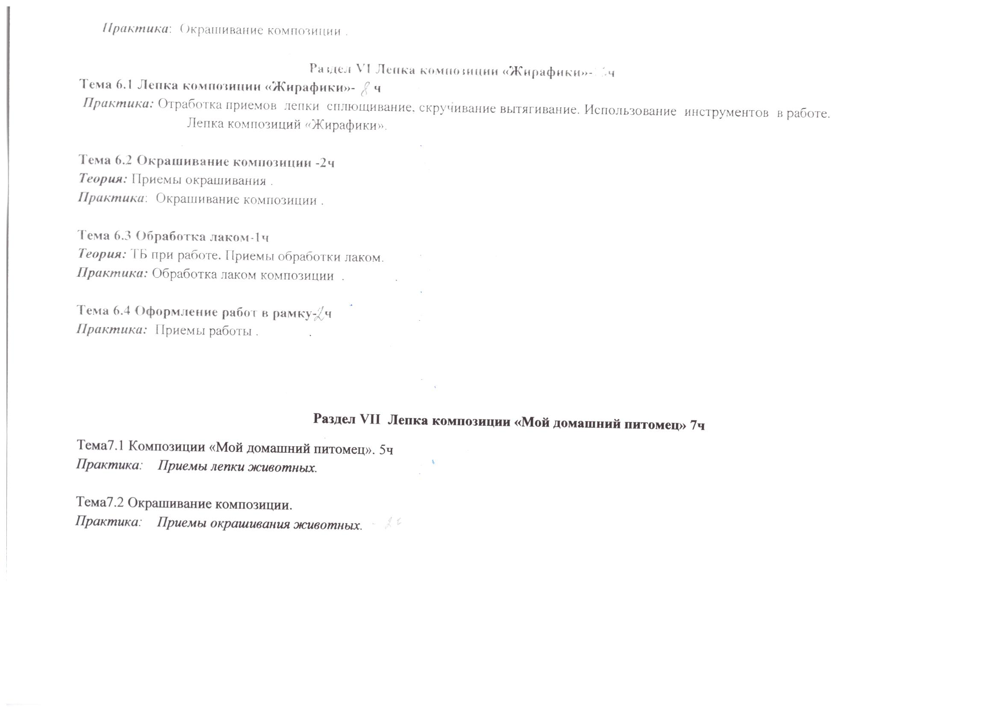 Практика:  Окрашивание композиции .
Раздел VI Лепка композиции «Жирафики»- ч
Тема 6.1 Лепка композиции «Жирафики»- 8 ч
Практика: Отработка приемов  лепки  сплющивание, скручивание вытягивание. Использование  инструментов  в работе.
Лепка композиций «Жирафики».
Тема 6.2 Окрашивание композиции -2ч
Теория: Приемы окрашивания .
Практика:  Окрашивание композиции .
Тема 6.3 Обработка лаком-1ч
Теория: ТБ при работе. Приемы обработки лаком.
Практика: Обработка лаком композиции  .
Тема 6.4 Оформление работ в рамку-2ч
Практика:  Приемы работы .
Раздел VII  Лепка композиции «Мой домашний питомец» 7ч
Тема7.1 Композиции «Мой домашний питомец». 5ч
Практика:    Приемы лепки животных.
Тема7.2 Окрашивание композиции.
Практика:    Приемы окрашивания животных. - 2ч